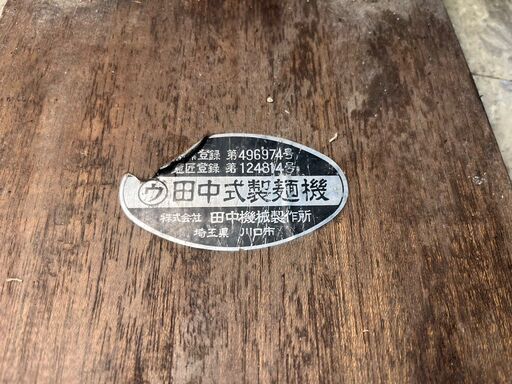 登録 第496974号
意匠登録 第124814号
ウ 田中式製麺機
株式会社 田中機械製作所
埼玉県 川口市